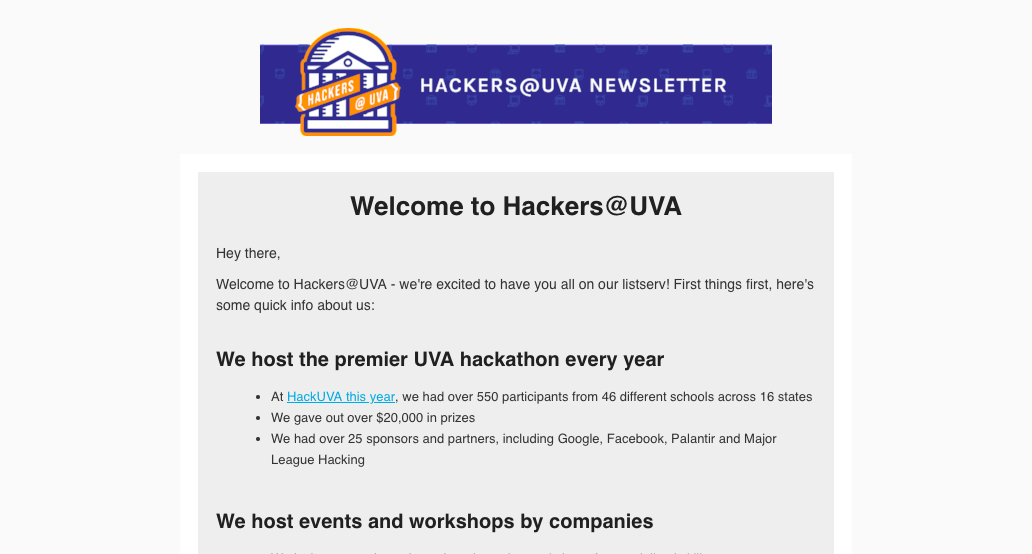 HACKERS
@ UVA
HACKERS@UVA NEWSLETTER
Welcome to Hackers@UVA
Hey there,
Welcome to Hackers@UVA - we're excited to have you all on our listserv! First things first, here's
some quick info about us:
We host the premier UVA hackathon every year
• At HackUVA this year, we had over 550 participants from 46 different schools across 16 states
• We gave out over $20,000 in prizes
• We had over 25 sponsors and partners, including Google, Facebook, Palantir and Major
League Hacking
We host events and workshops by companies